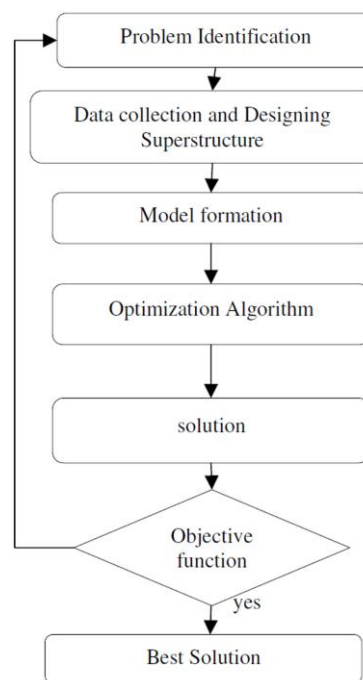 Problem Identification
Data collection and Designing
Superstructure
Model formation
Optimization Algorithm
solution
Objective
function
yes
Best Solution